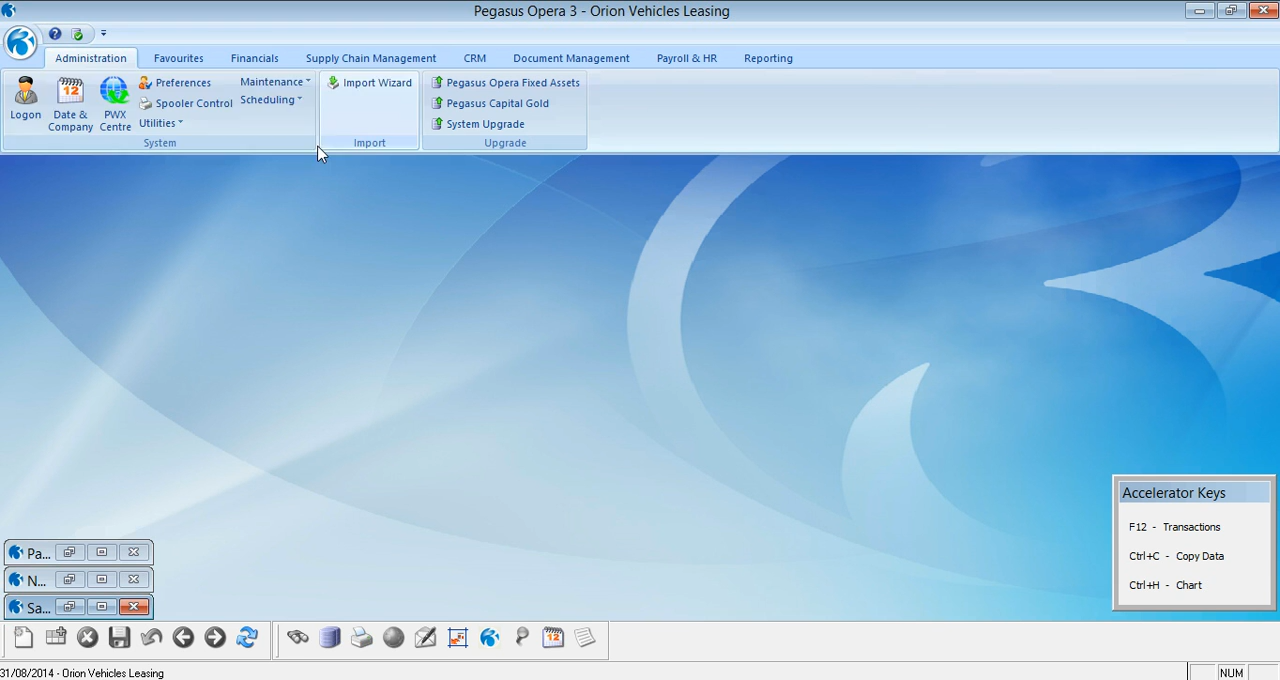 Pegasus Opera 3 - Orion Vehicles Leasing
Administration Favourites Financials Supply Chain Management CRM Document Management Payroll & HR Reporting
Logon
12
Date & Company
PWX Centre
Preferences
Spooler Control
Utilities
Maintenance
Scheduling
System
Import Wizard
Import
Pegasus Opera Fixed Assets
Pegasus Capital Gold
System Upgrade
Upgrade
Accelerator Keys
F12 - Transactions
Ctrl+C - Copy Data
Ctrl+H - Chart
Pa...
N...
Sa...
12
31/08/2014 - Orion Vehicles Leasing
NUM